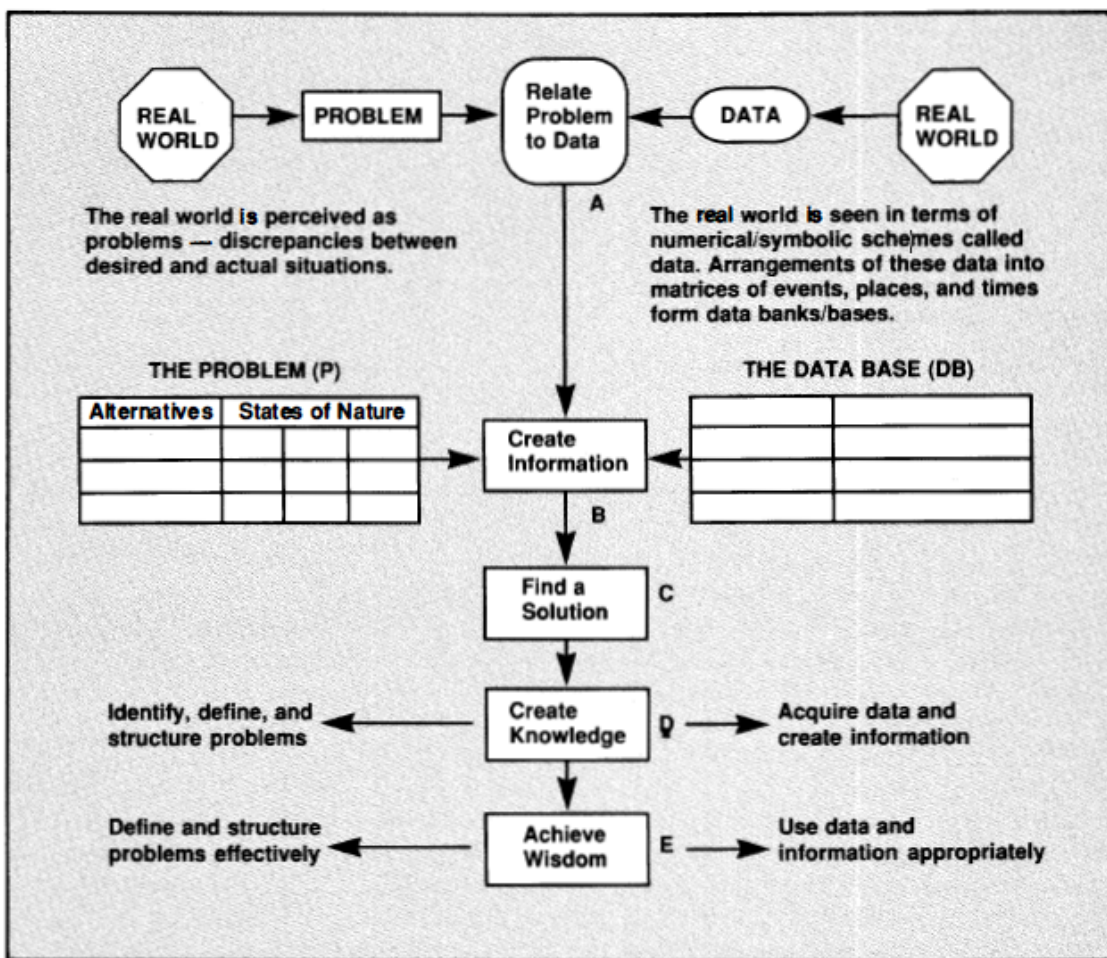 REAL
WORLD
PROBLEM
Relate
Problem
to Data
DATA
REAL
WORLD
A
The real world is perceived as
problems — discrepancies between
desired and actual situations.
The real world is seen in terms of
numerical/symbolic schemes called
data. Arrangements of these data into
matrices of events, places, and times
form data banks/bases.
THE PROBLEM (P)
Alternatives States of Nature
THE DATA BASE (DB)
Create
Information
B
Find a
Solution
C
Identify, define, and
structure problems
Create
Knowledge
D
Acquire data and
create information
Define and structure
problems effectively
Achieve
Wisdom
E
Use data and
information appropriately